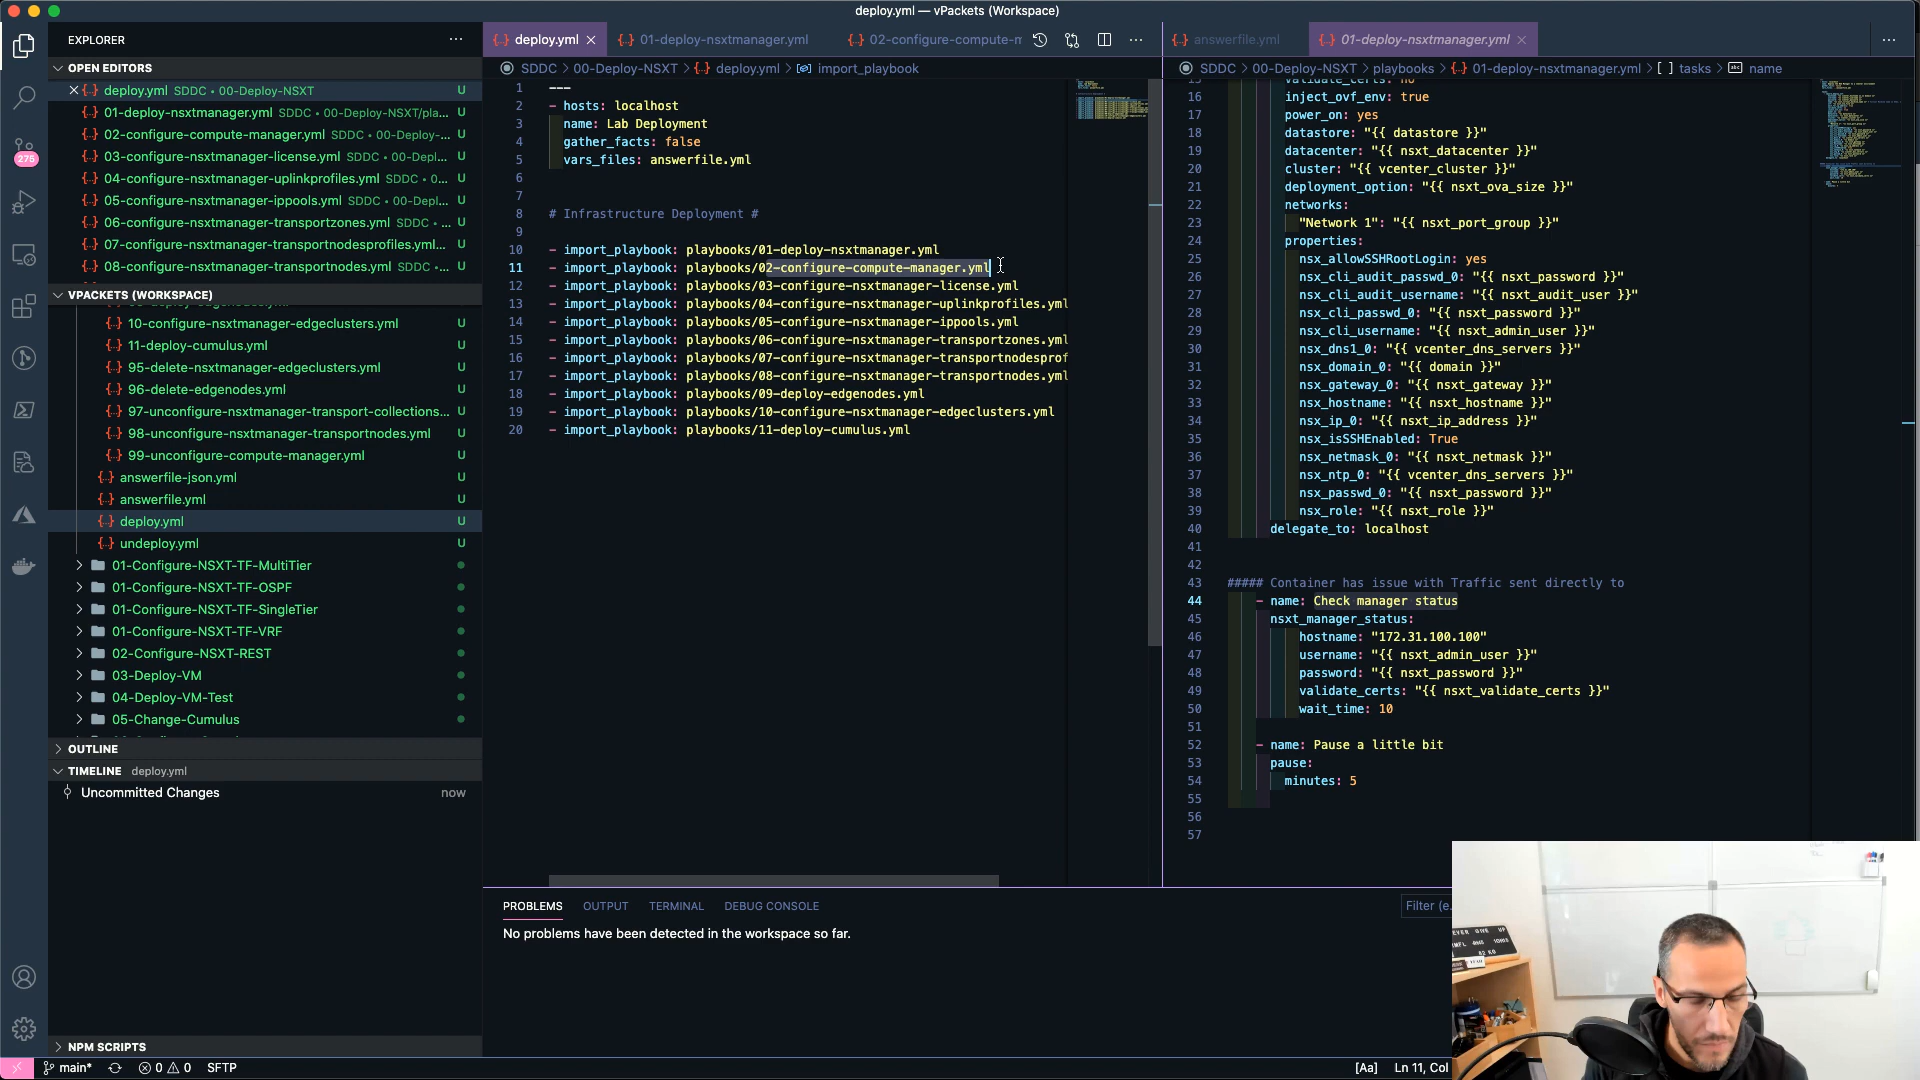 deploy.yml — vPackets (Workspace)
EXPLORER
OPEN EDITORS
deploy.yml SDDC • 00-Deploy-NSXT U
01-deploy-nsxtmanager.yml SDDC • 00-Deploy-NSXT/pla... U
02-configure-compute-manager.yml SDDC • 00-Deploy-... U
03-configure-nsxtmanager-license.yml SDDC • 00-Depl... U
04-configure-nsxtmanager-uplinkprofiles.yml SDDC • 0... U
05-configure-nsxtmanager-ippools.yml SDDC • 00-Depl... U
06-configure-nsxtmanager-transportzones.yml SDDC • ... U
07-configure-nsxtmanager-transportnodesprofiles.yml... U
08-configure-nsxtmanager-transportnodes.yml SDDC • ... U
VPACKETS (WORKSPACE)
10-configure-nsxtmanager-edgeclusters.yml U
11-deploy-cumulus.yml U
95-delete-nsxtmanager-edgeclusters.yml U
96-delete-edgenodes.yml U
97-unconfigure-nsxtmanager-transport-collections... U
98-unconfigure-nsxtmanager-transportnodes.yml U
99-unconfigure-compute-manager.yml U
answerfile-json.yml U
answerfile.yml U
deploy.yml U
undeploy.yml U
01-Configure-NSXT-TF-MultiTier
01-Configure-NSXT-TF-OSPF
01-Configure-NSXT-TF-SingleTier
01-Configure-NSXT-TF-VRF
02-Configure-NSXT-REST
03-Deploy-VM
04-Deploy-VM-Test
05-Change-Cumulus
OUTLINE
TIMELINE deploy.yml
Uncommitted Changes now
NPM SCRIPTS
275
deploy.yml 01-deploy-nsxtmanager.yml 02-configure-compute-m
SDDC > 00-Deploy-NSXT > deploy.yml > import_playbook
1 ---
2 - hosts: localhost
3 name: Lab Deployment
4 gather_facts: false
5 vars_files: answerfile.yml
6
7
8 # Infrastructure Deployment #
9
10 - import_playbook: playbooks/01-deploy-nsxtmanager.yml
11 - import_playbook: playbooks/02-configure-compute-manager.yml
12 - import_playbook: playbooks/03-configure-nsxtmanager-license.yml
13 - import_playbook: playbooks/04-configure-nsxtmanager-uplinkprofiles.yml
14 - import_playbook: playbooks/05-configure-nsxtmanager-ippools.yml
15 - import_playbook: playbooks/06-configure-nsxtmanager-transportzones.yml
16 - import_playbook: playbooks/07-configure-nsxtmanager-transportnodesprof
17 - import_playbook: playbooks/08-configure-nsxtmanager-transportnodes.yml
18 - import_playbook: playbooks/09-deploy-edgenodes.yml
19 - import_playbook: playbooks/10-configure-nsxtmanager-edgeclusters.yml
20 - import_playbook: playbooks/11-deploy-cumulus.yml
answerfile.yml 01-deploy-nsxtmanager.yml
SDDC > 00-Deploy-NSXT > playbooks > 01-deploy-nsxtmanager.yml > [ ] tasks > name
15 validate_certs: no
16 inject_ovf_env: true
17 power_on: yes
18 datastore: "{{ datastore }}"
19 datacenter: "{{ nsxt_datacenter }}"
20 cluster: "{{ vcenter_cluster }}"
21 deployment_option: "{{ nsxt_ova_size }}"
22 networks:
23 "Network 1": "{{ nsxt_port_group }}"
24 properties:
25 nsx_allowSSHRootLogin: yes
26 nsx_cli_audit_passwd_0: "{{ nsxt_password }}"
27 nsx_cli_audit_username: "{{ nsxt_audit_user }}"
28 nsx_cli_passwd_0: "{{ nsxt_password }}"
29 nsx_cli_username: "{{ nsxt_admin_user }}"
30 nsx_dns1_0: "{{ vcenter_dns_servers }}"
31 nsx_domain_0: "{{ domain }}"
32 nsx_gateway_0: "{{ nsxt_gateway }}"
33 nsx_hostname: "{{ nsxt_hostname }}"
34 nsx_ip_0: "{{ nsxt_ip_address }}"
35 nsx_isSSHEnabled: True
36 nsx_netmask_0: "{{ nsxt_netmask }}"
37 nsx_ntp_0: "{{ vcenter_dns_servers }}"
38 nsx_passwd_0: "{{ nsxt_password }}"
39 nsx_role: "{{ nsxt_role }}"
40 delegate_to: localhost
41
42
43 ##### Container has issue with Traffic sent directly to
44 - name: Check manager status
45 nsxt_manager_status:
46 hostname: "172.31.100.100"
47 username: "{{ nsxt_admin_user }}"
48 password: "{{ nsxt_password }}"
49 validate_certs: "{{ nsxt_validate_certs }}"
50 wait_time: 10
51
52 - name: Pause a little bit
53 pause:
54 minutes: 5
55
56
57
PROBLEMS OUTPUT TERMINAL DEBUG CONSOLE Filter (e.
No problems have been detected in the workspace so far.
EVER GIVE UP
main* 0 0 SFTP [Aa] Ln 11, Col